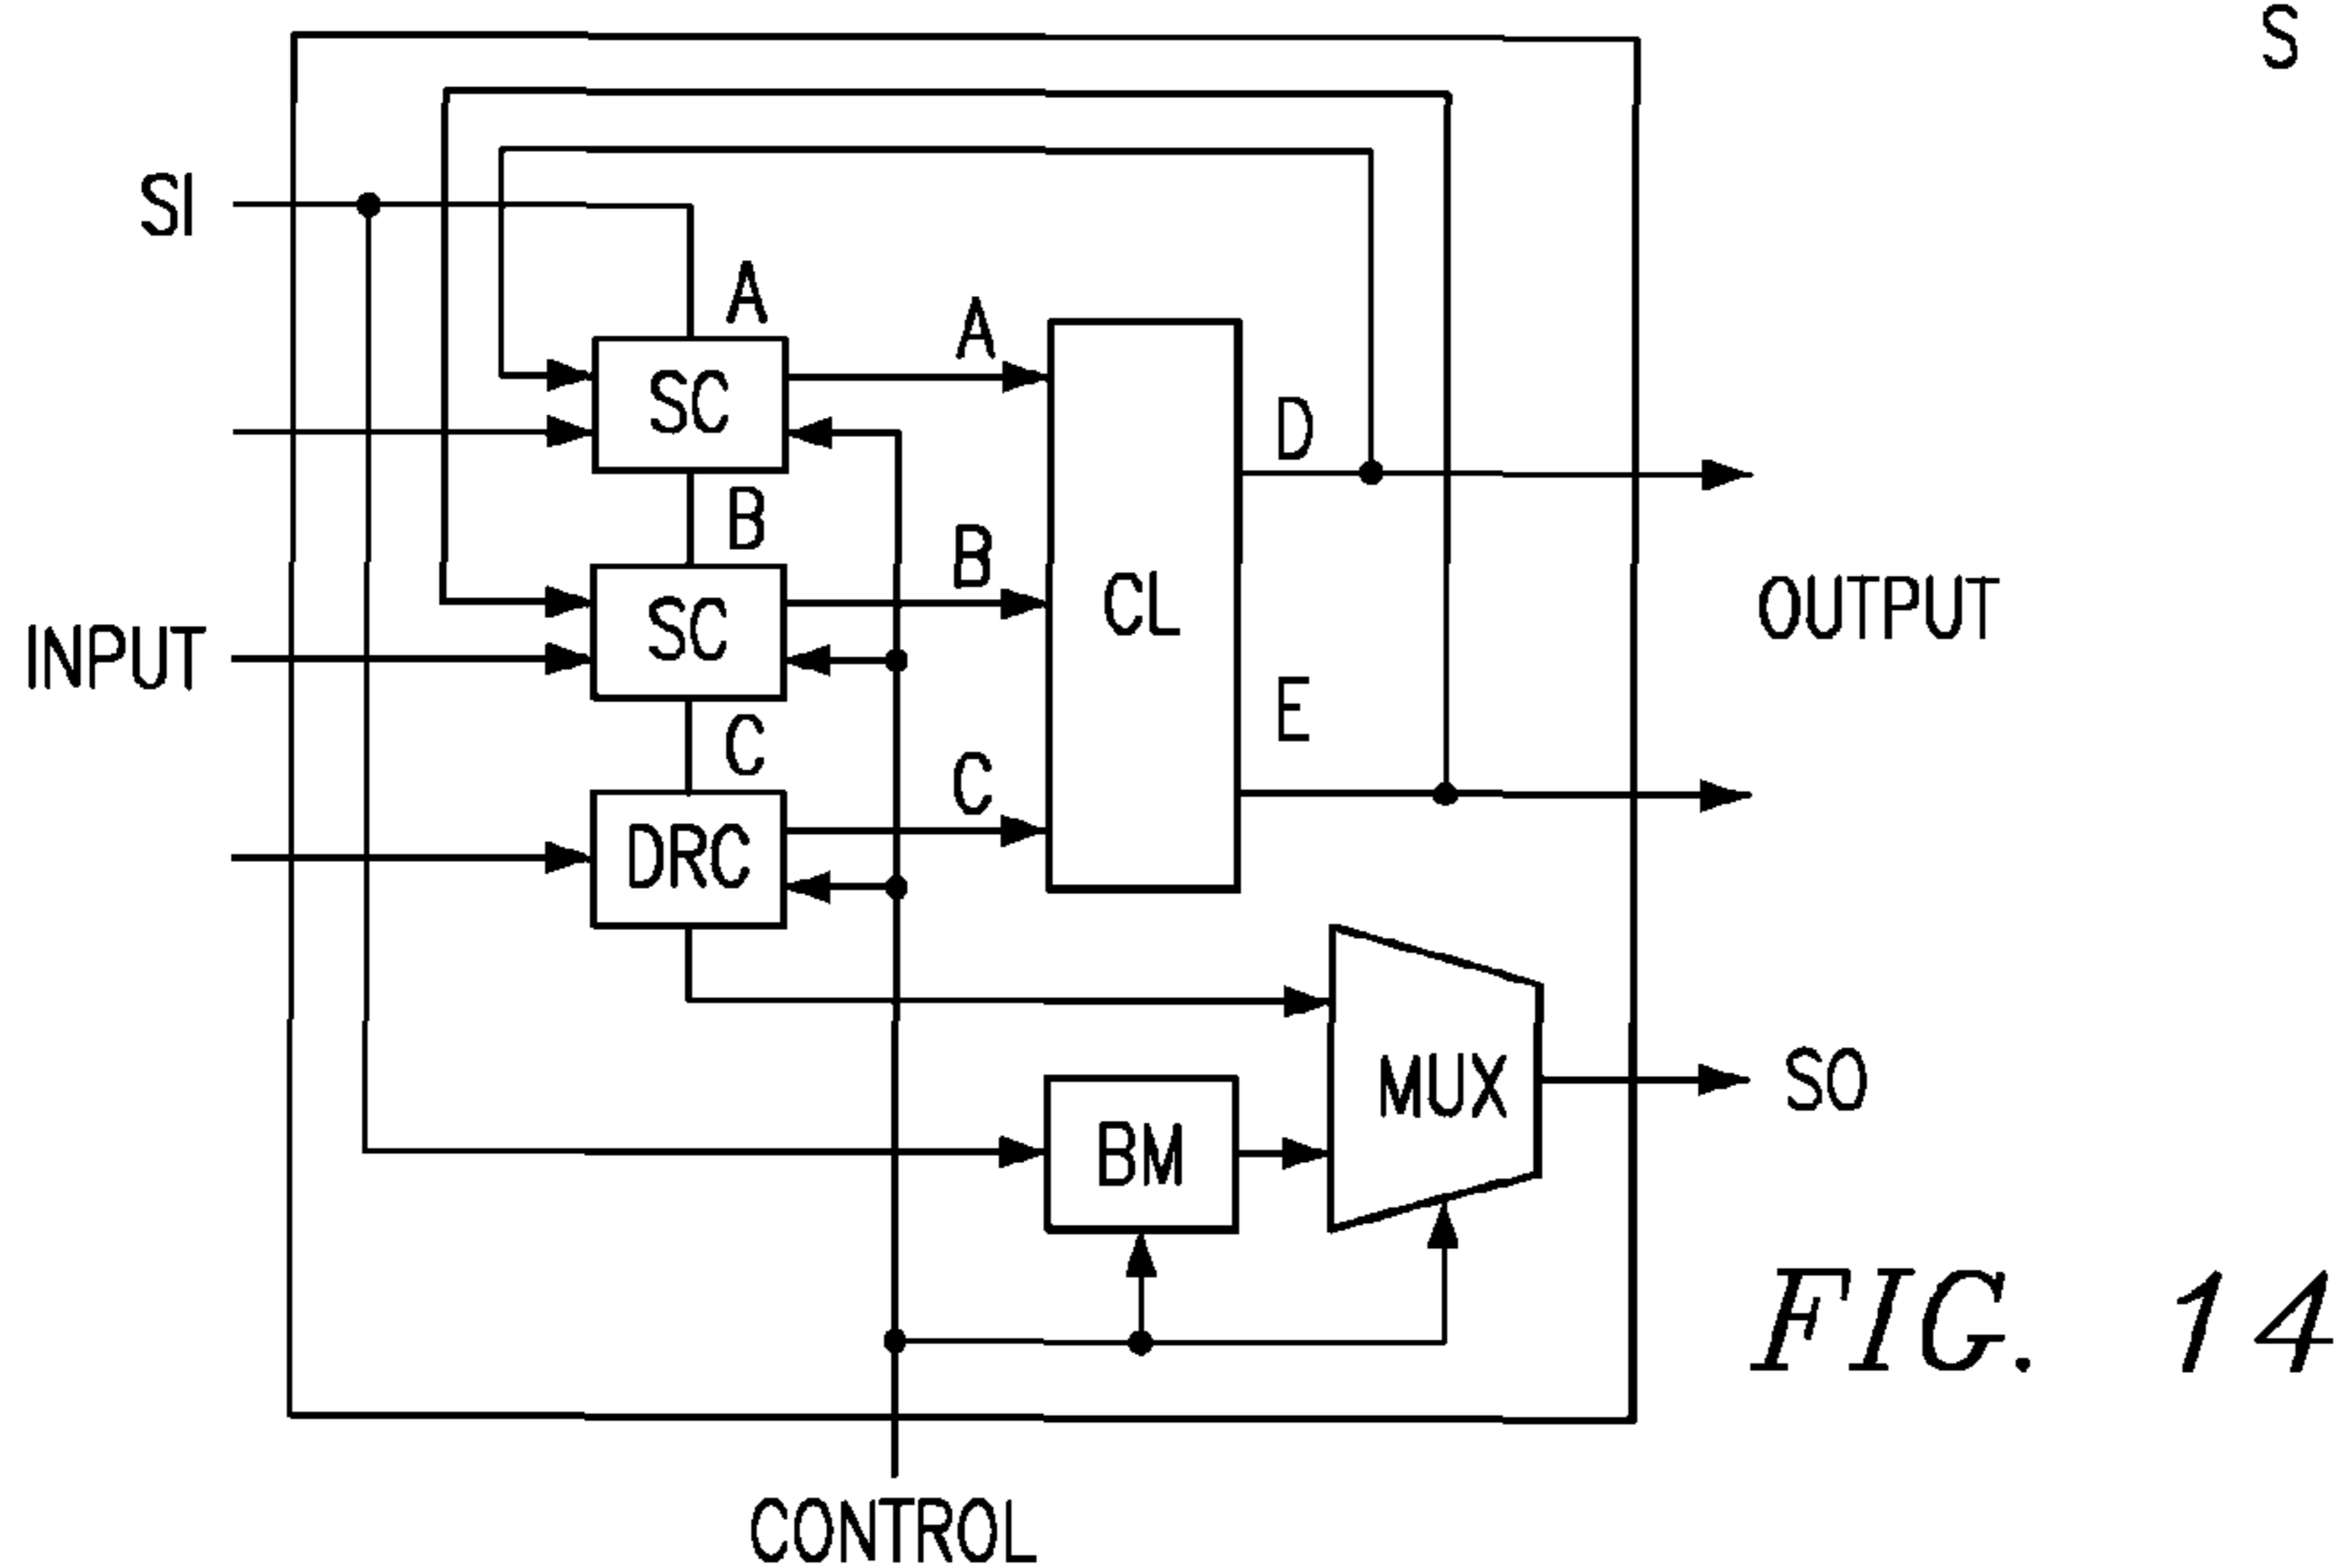 S
SI
A
A
SC
D
B
B
SC
CL
INPUT
OUTPUT
E
C
C
DRC
MUX
SO
BM
FIG. 14
CONTROL